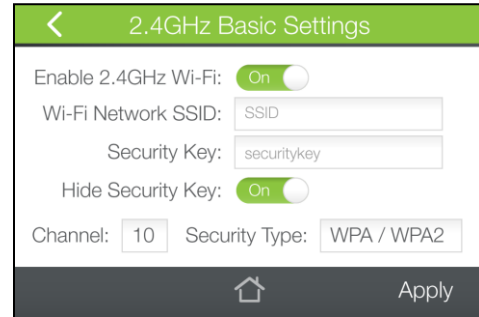 2.4GHz Basic Settings
Enable 2.4GHz Wi-Fi: On
Wi-Fi Network SSID: SSID
Security Key: securitykey
Hide Security Key: On
Channel: 10 Security Type: WPA / WPA2
Apply